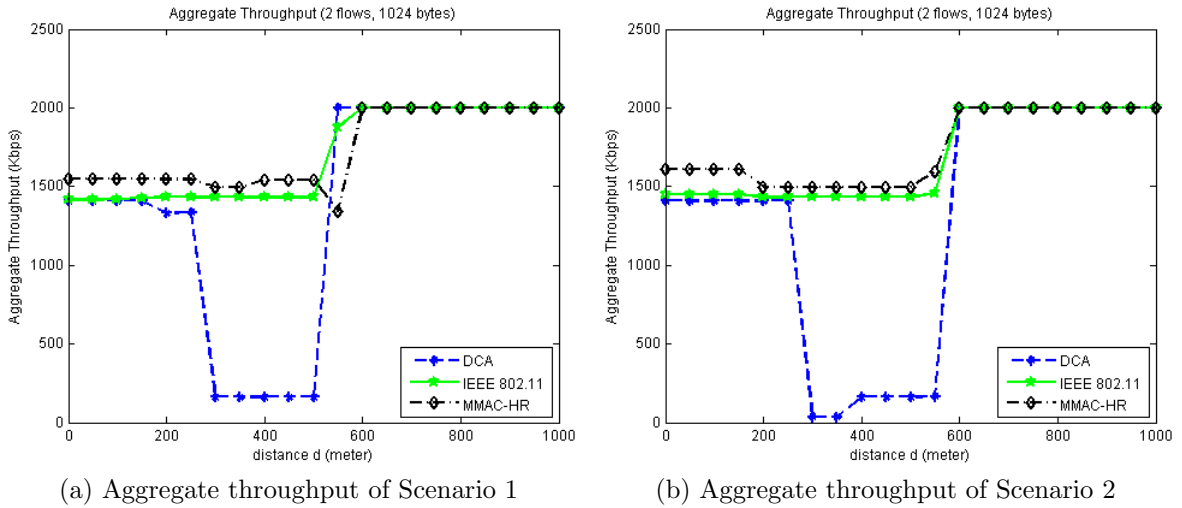 Aggregate Throughput (2 flows, 1024 bytes)
2500
2000
1500
1000
500
0
Aggregate Throughput (Kbps)
DCA
IEEE 802.11
MMAC-HR
0 200 400 600 800 1000
distance d (meter)
(a) Aggregate throughput of Scenario 1
Aggregate Throughput (2 flows, 1024 bytes)
2500
2000
1500
1000
500
0
Aggregate Throughput (Kbps)
DCA
IEEE 802.11
MMAC-HR
0 200 400 600 800 1000
distance d (meter)
(b) Aggregate throughput of Scenario 2